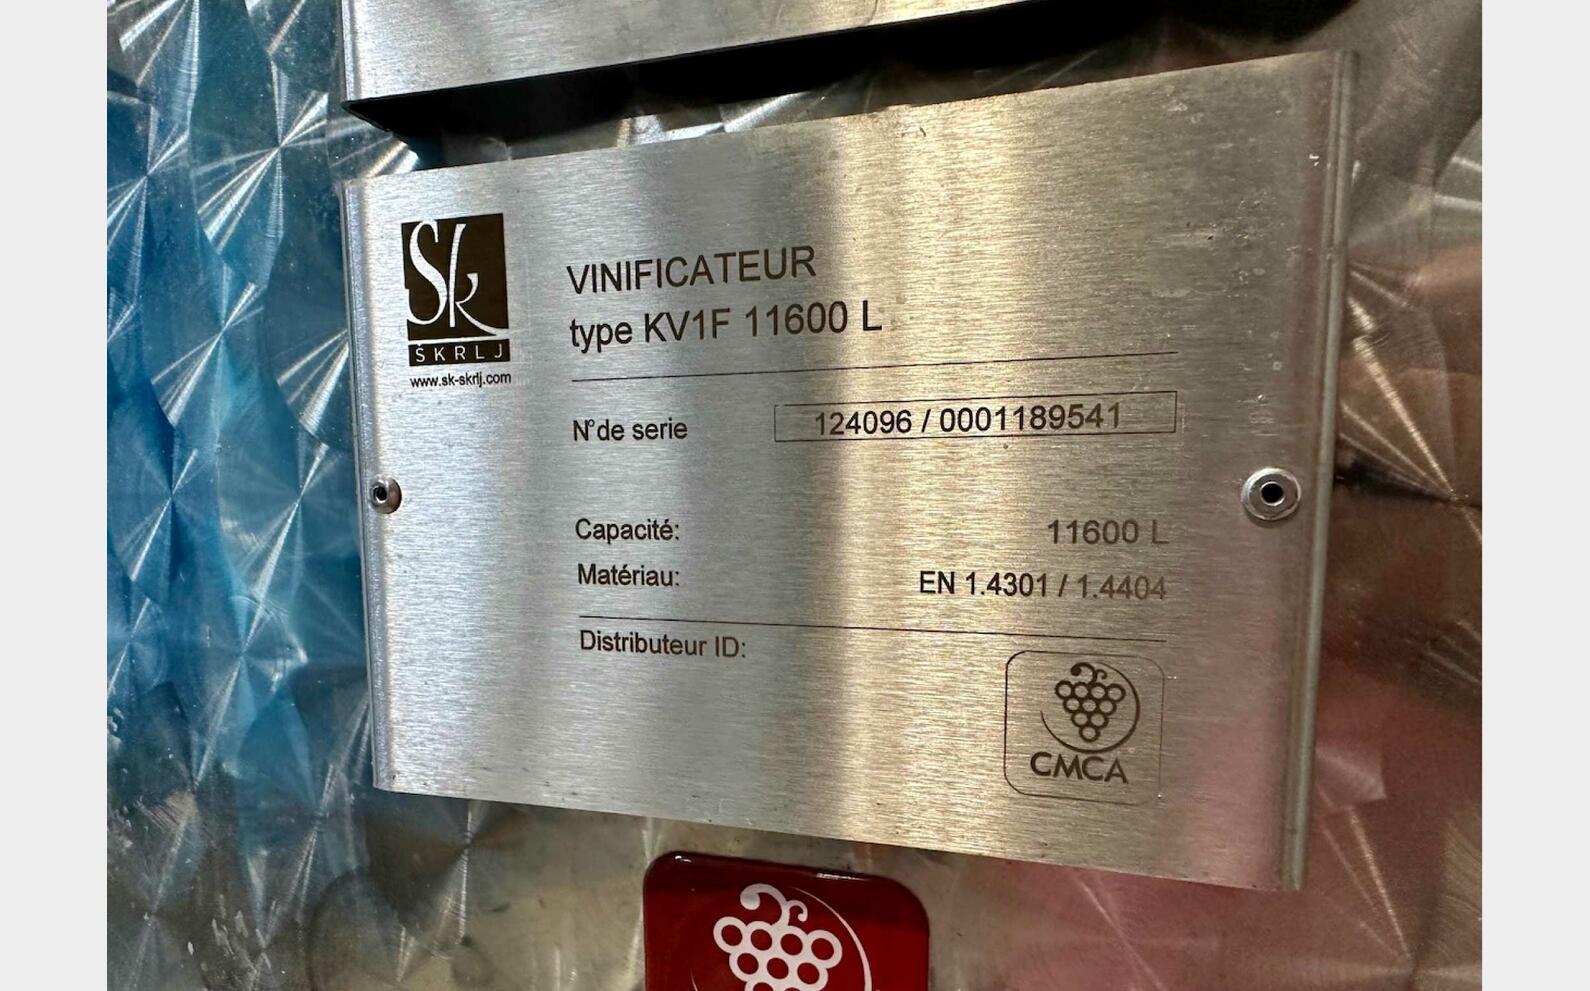 Sk
ŠKRLJ
www.sk-skrlj.com
VINIFICATEUR
type KV1F 11600 L
N°de serie
124096 / 0001189541
Capacité:
11600 L
Matériau:
EN 1.4301 / 1.4404
Distributeur ID:
CMCA